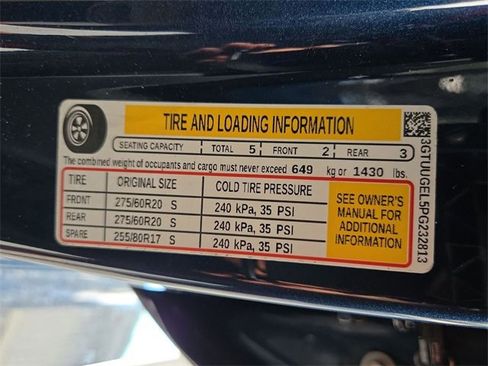 TIRE AND LOADING INFORMATION
SEATING CAPACITY TOTAL 5 FRONT 2 REAR 3
The combined weight of occupants and cargo must never exceed 649 kg or 1430 lbs.
TIRE ORIGINAL SIZE COLD TIRE PRESSURE
FRONT 275/60R20 S 240 kPa, 35 PSI
REAR 275/60R20 S 240 kPa, 35 PSI
SPARE 255/80R17 S 240 kPa, 35 PSI
SEE OWNER'S
MANUAL FOR
ADDITIONAL
INFORMATION
3GTUUGEL5PG232813